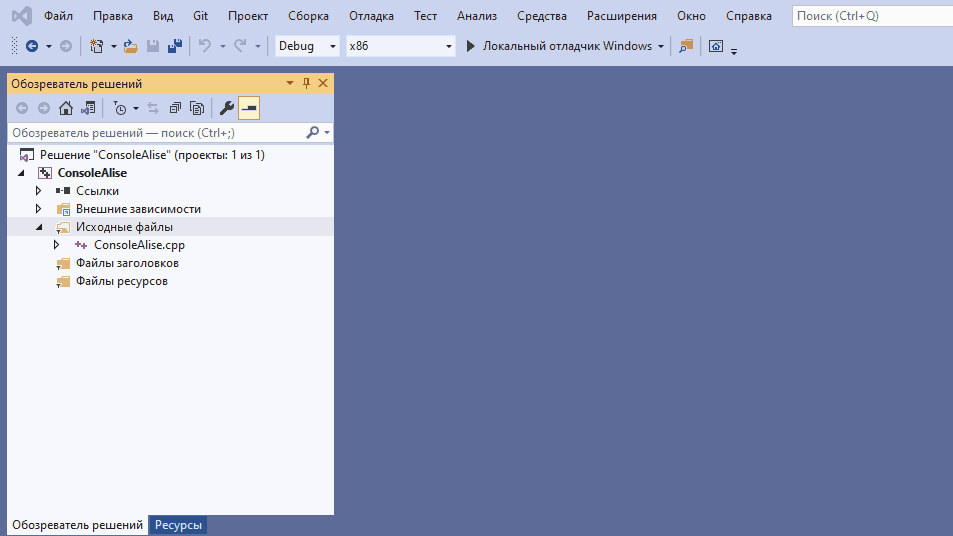 Файл Правка Вид Git Проект Сборка Отладка Тест Анализ Средства Расширения Окно Справка Поиск (Ctrl+Q)
Debug x86 Локальный отладчик Windows
Обозреватель решений
Обозреватель решений — поиск (Ctrl+;)
Решение "ConsoleAlise" (проекты: 1 из 1)
ConsoleAlise
Ссылки
Внешние зависимости
Исходные файлы
ConsoleAlise.cpp
Файлы заголовков
Файлы ресурсов
Обозреватель решений Ресурсы